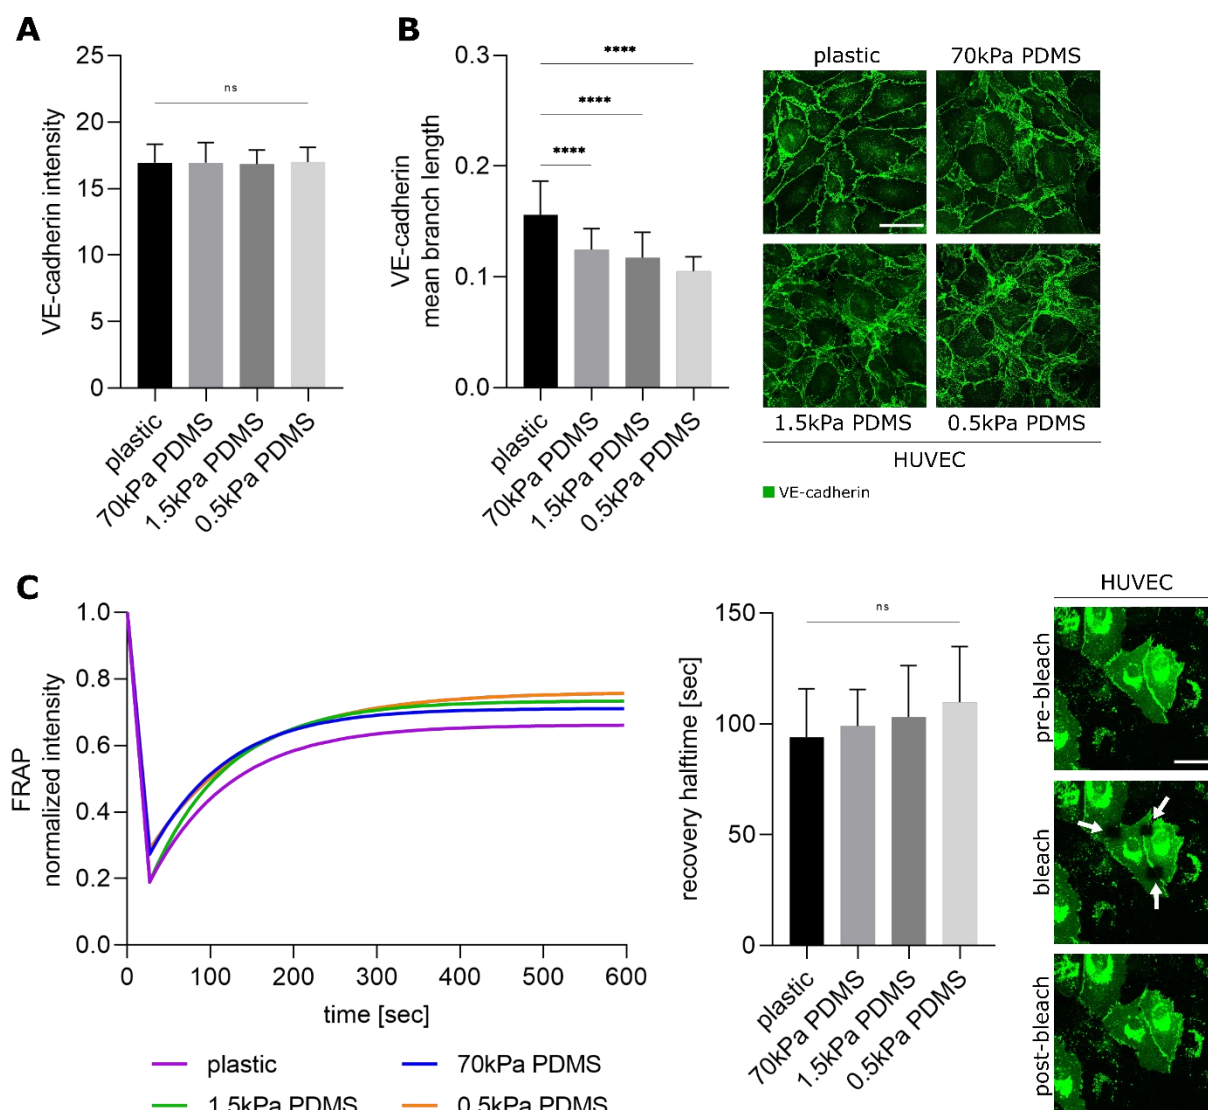 A
25
20
15
10
5
0
VE-cadherin intensity
ns
plastic
70kPa PDMS
1.5kPa PDMS
0.5kPa PDMS
B
0.3
0.2
0.1
0.0
VE-cadherin
mean branch length
****
****
****
plastic
70kPa PDMS
1.5kPa PDMS
0.5kPa PDMS
plastic
70kPa PDMS
1.5kPa PDMS
0.5kPa PDMS
HUVEC
VE-cadherin
C
1.0
0.8
0.6
0.4
0.2
0.0
FRAP
normalized intensity
0
100
200
300
400
500
600
time [sec]
plastic
70kPa PDMS
1.5kPa PDMS
0.5kPa PDMS
150
100
50
0
recovery halftime [sec]
ns
plastic
70kPa PDMS
1.5kPa PDMS
0.5kPa PDMS
HUVEC
pre-bleach
bleach
post-bleach